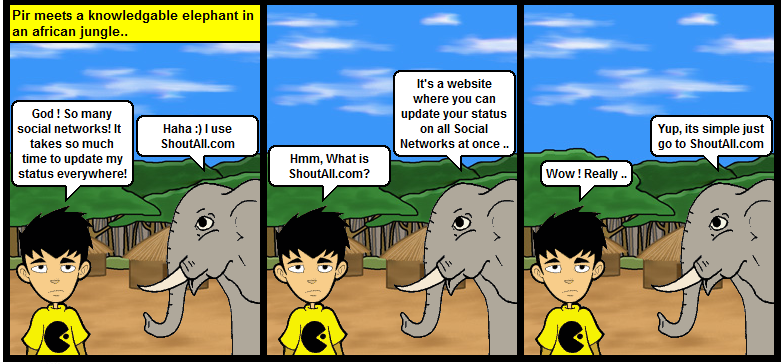 Pir meets a knowledgable elephant in
an african jungle..
God ! So many
social networks! It
takes so much
time to update my
status everywhere!
Haha :) I use
ShoutAll.com
Hmm, What is
ShoutAll.com?
It's a website
where you can
update your status
on all Social
Networks at once ..
Wow ! Really ..
Yup, its simple just
go to ShoutAll.com